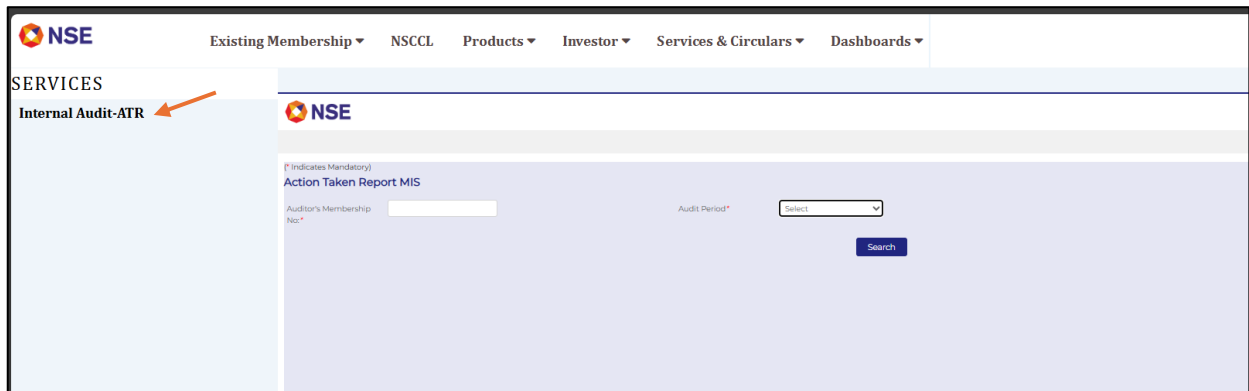 NSE
Existing Membership NSCCL Products Investor Services & Circulars Dashboards
SERVICES
Internal Audit-ATR
NSE
(* Indicates Mandatory)
Action Taken Report MIS
Auditor's Membership
No:*
Audit Period*
Select
Search